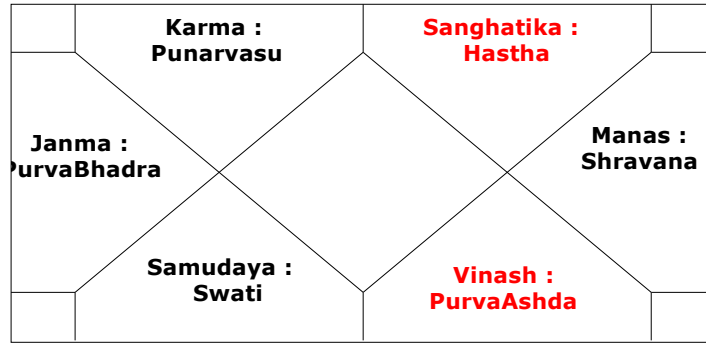 Karma :
Punarvasu
Sanghatika :
Hastha
Janma :
PurvaBhadra
Manas :
Shravana
Samudaya :
Swati
Vinash :
PurvaAshda